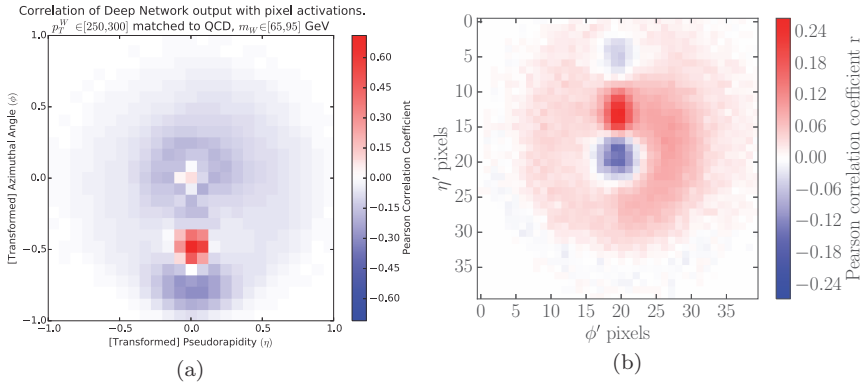 Correlation of Deep Network output with pixel activations.
p_T^W ∈[250,300] matched to QCD, m_W∈[65,95] GeV
[Transformed] Azimuthal Angle (ϕ)
1.0
0.5
0.0
−0.5
−1.0
−1.0 −0.5 0.0 0.5 1.0
[Transformed] Pseudorapidity (η)
0.60
0.45
0.30
0.15
0.00
−0.15
−0.30
−0.45
−0.60
Pearson Correlation Coefficient
(a)
η′ pixels
0
5
10
15
20
25
30
35
0 5 10 15 20 25 30 35
ϕ′ pixels
0.24
0.18
0.12
0.06
0.00
−0.06
−0.12
−0.18
−0.24
Pearson correlation coefficient r
(b)